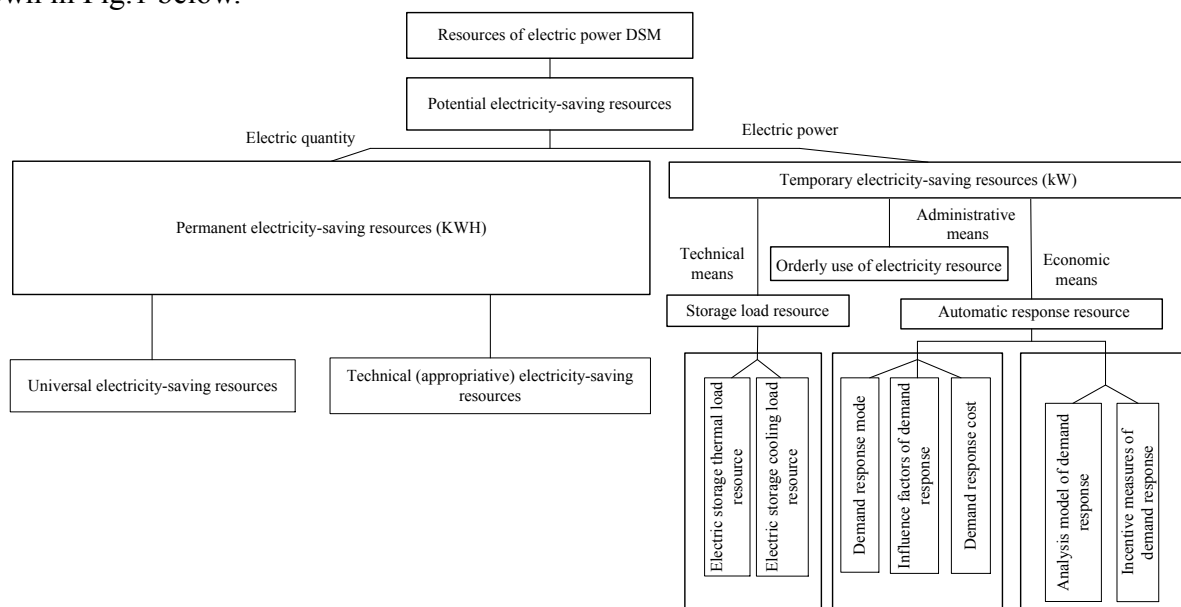 own in Fig.1 below.
Resources of electric power DSM
Potential electricity-saving resources
Electric quantity
Electric power
Permanent electricity-saving resources (KWH)
Temporary electricity-saving resources (kW)
Technical
means
Administrative
means
Economic
means
Orderly use of electricity resource
Storage load resource
Automatic response resource
Universal electricity-saving resources
Technical (appropriative) electricity-saving
resources
Electric storage thermal load
resource
Electric storage cooling load
resource
Demand response mode
Influence factors of demand
response
Demand response cost
Analysis model of demand
response
Incentive measures of
demand response